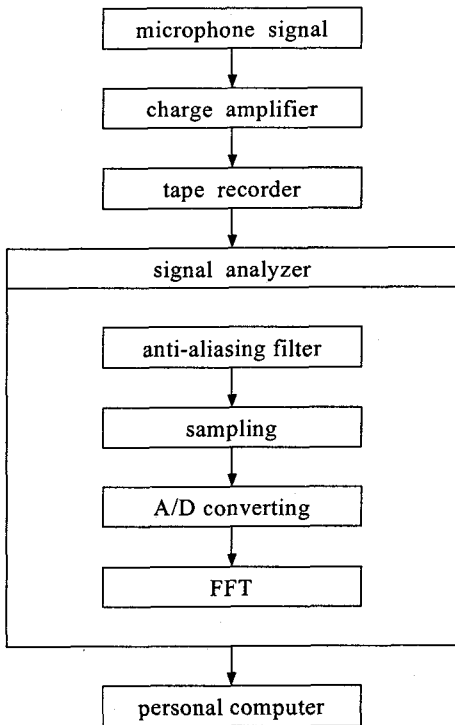 microphone signal
charge amplifier
tape recorder
signal analyzer
anti-aliasing filter
sampling
A/D converting
FFT
personal computer